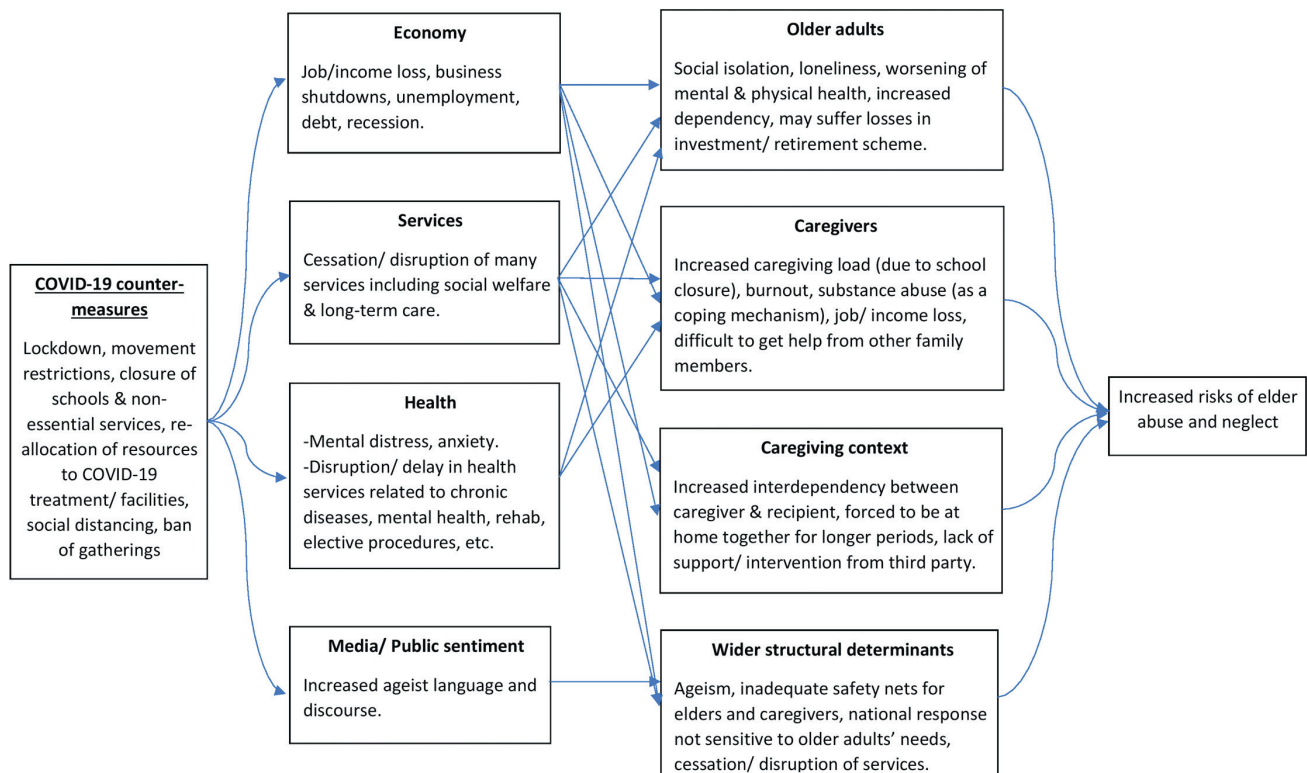 COVID-19 counter-
measures
Lockdown, movement
restrictions, closure of
schools & non-
essential services, re-
allocation of resources
to COVID-19
treatment/ facilities,
social distancing, ban
of gatherings
Economy
Job/income loss, business
shutdowns, unemployment,
debt, recession.
Services
Cessation/ disruption of many
services including social welfare
& long-term care.
Health
-Mental distress, anxiety.
-Disruption/ delay in health
services related to chronic
diseases, mental health, rehab,
elective procedures, etc.
Media/ Public sentiment
Increased ageist language and
discourse.
Older adults
Social isolation, loneliness, worsening of
mental & physical health, increased
dependency, may suffer losses in
investment/ retirement scheme.
Caregivers
Increased caregiving load (due to school
closure), burnout, substance abuse (as a
coping mechanism), job/ income loss,
difficult to get help from other family
members.
Caregiving context
Increased interdependency between
caregiver & recipient, forced to be at
home together for longer periods, lack of
support/ intervention from third party.
Wider structural determinants
Ageism, inadequate safety nets for
elders and caregivers, national response
not sensitive to older adults’ needs,
cessation/ disruption of services.
Increased risks of elder
abuse and neglect